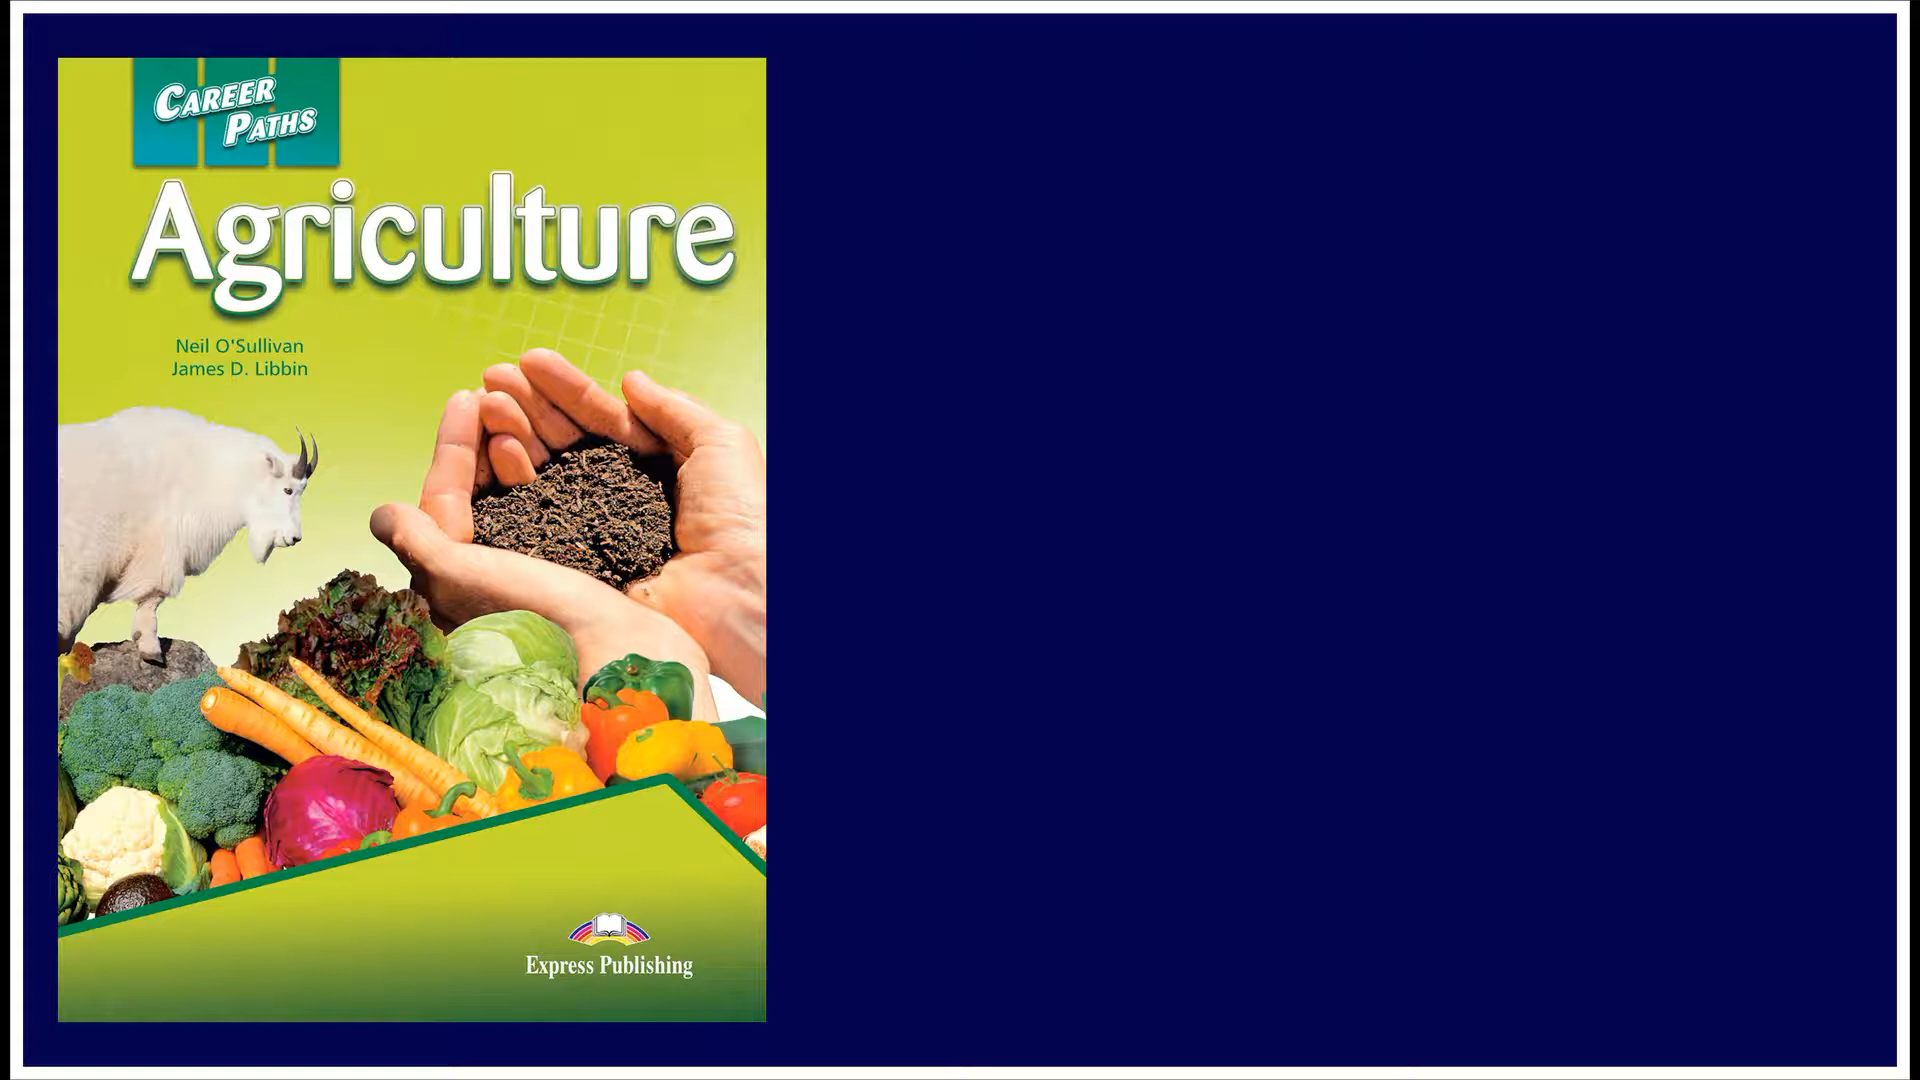 CAREER
PATHS
Agriculture
Neil O'Sullivan
James D. Libbin
Express Publishing